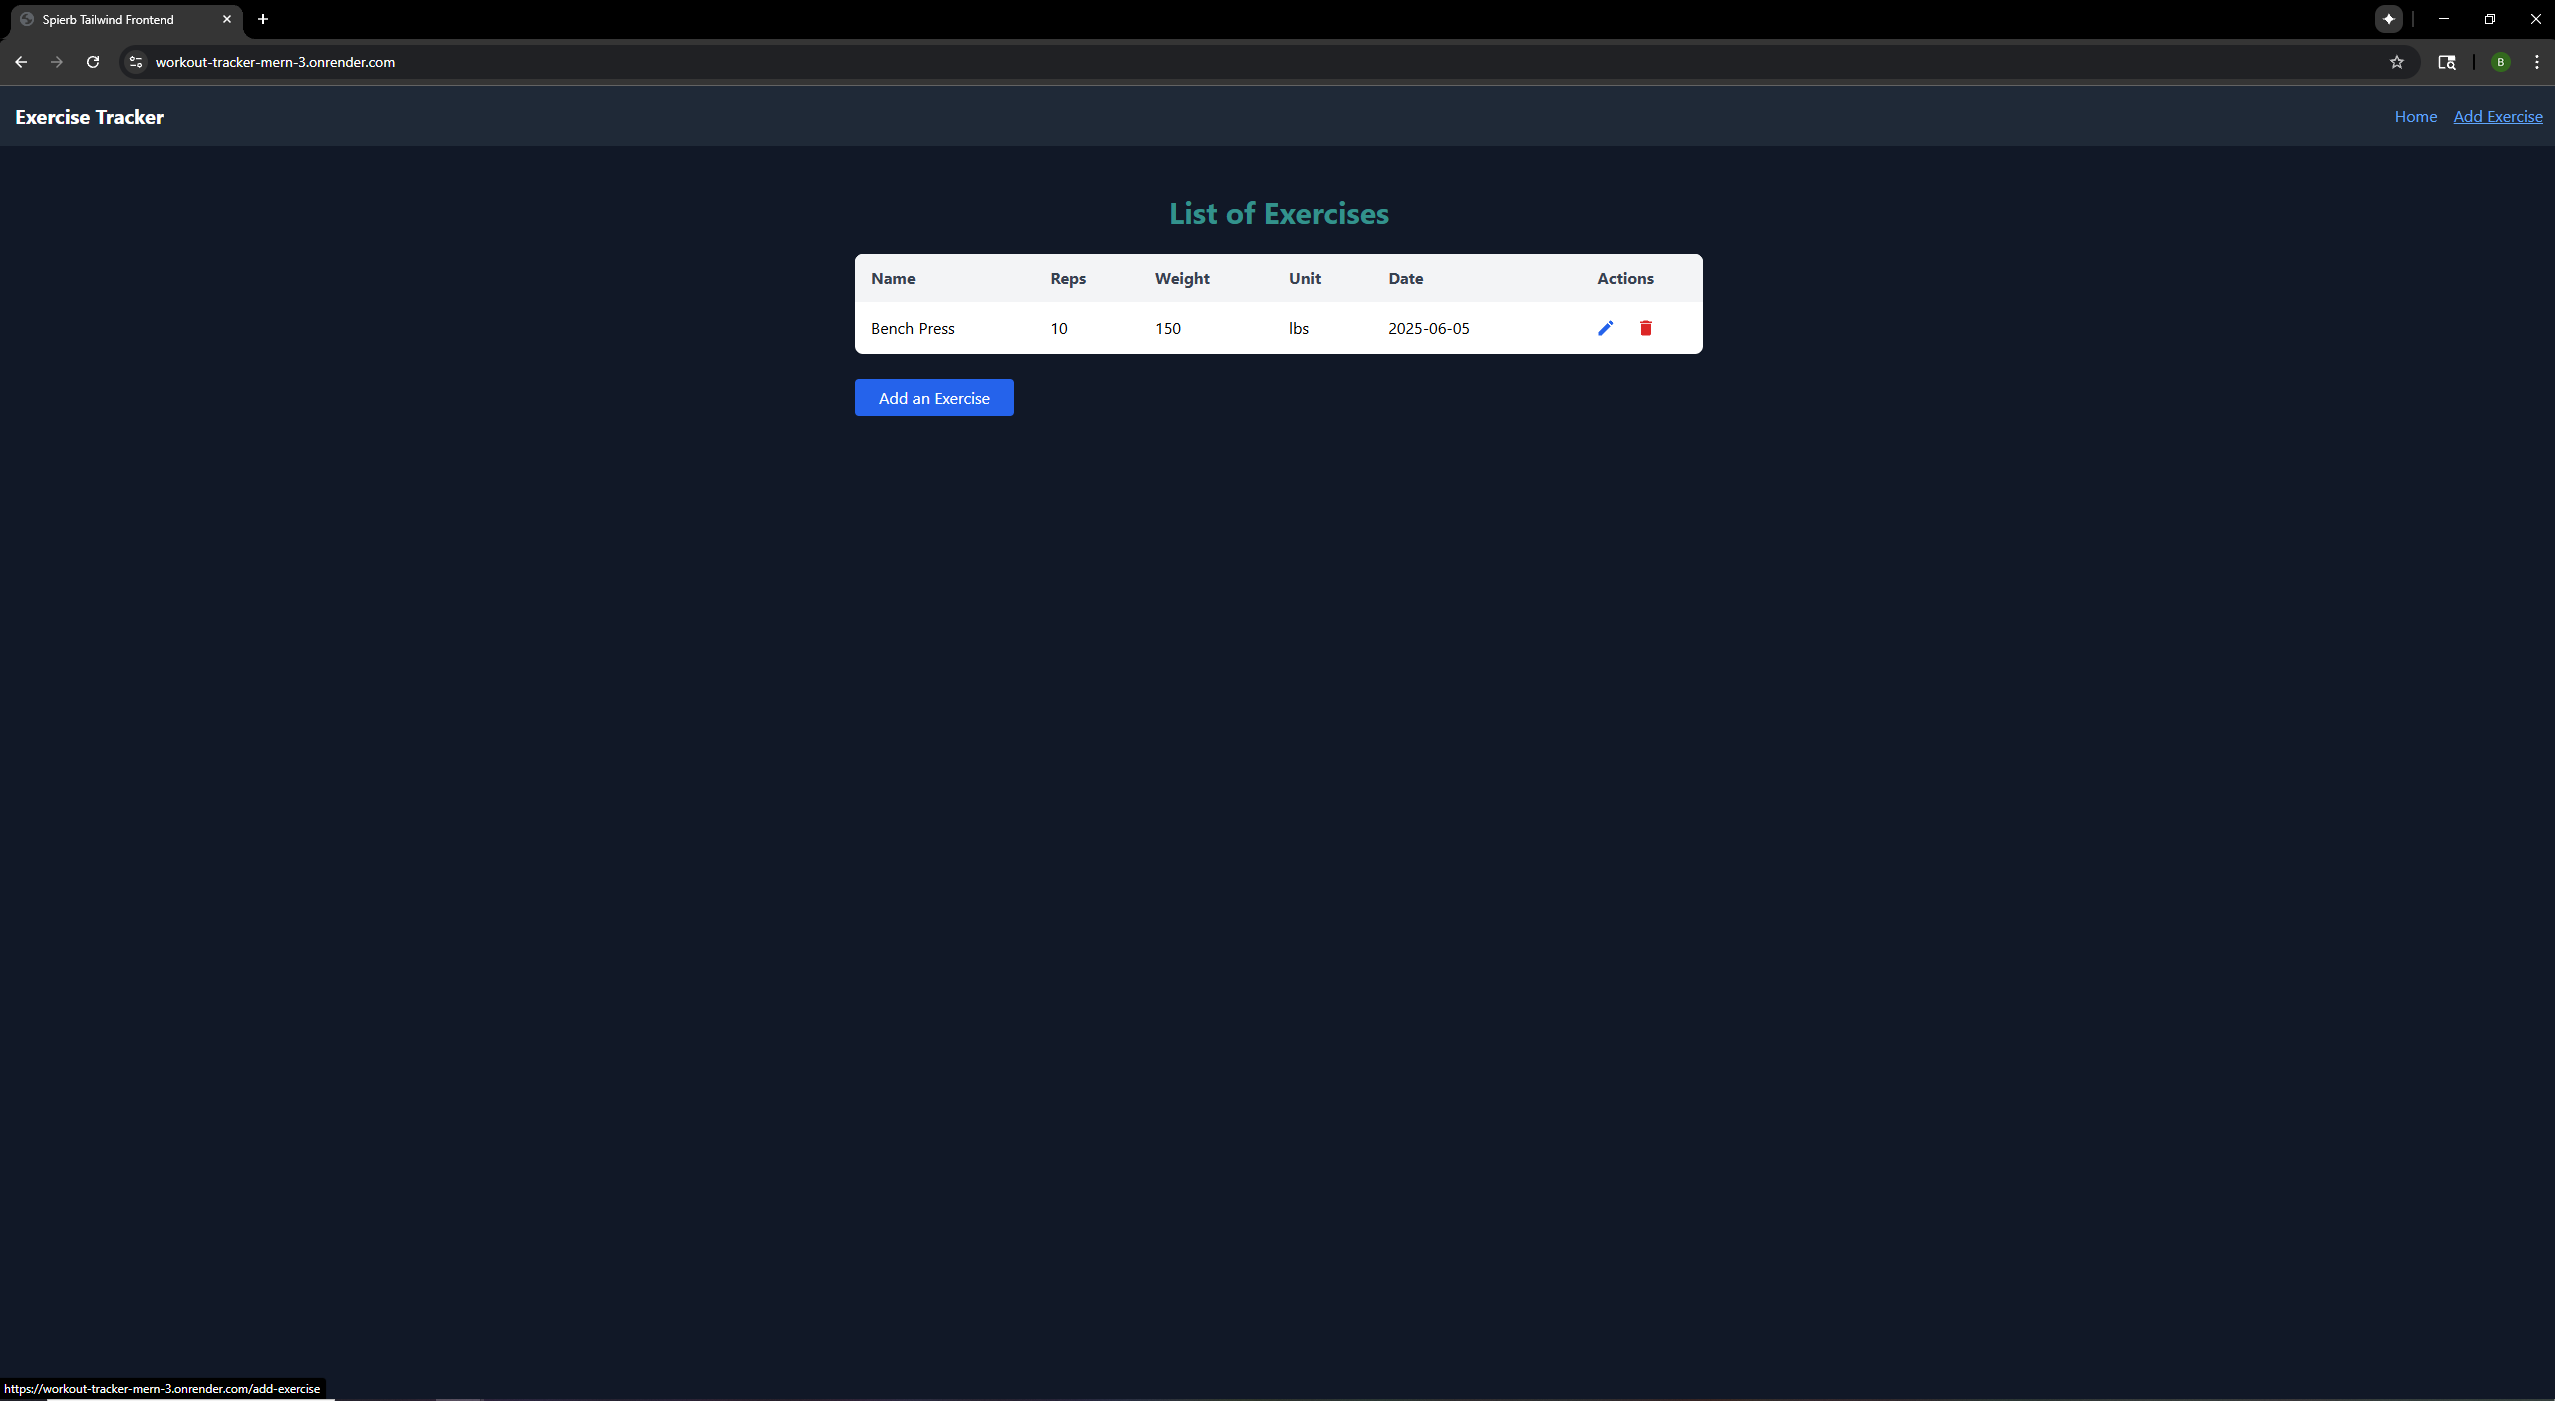 Spierb Tailwind Frontend
workout-tracker-mern-3.onrender.com
B
Exercise Tracker
Home Add Exercise
List of Exercises
Name Reps Weight Unit Date Actions
Bench Press 10 150 lbs 2025-06-05
Add an Exercise
https://workout-tracker-mern-3.onrender.com/add-exercise